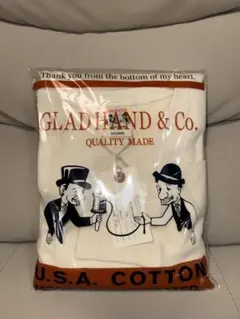 Thank you from the bottom of my heart.
GLAD HAND & Co.
QUALITY MADE
U.S.A. COTTON